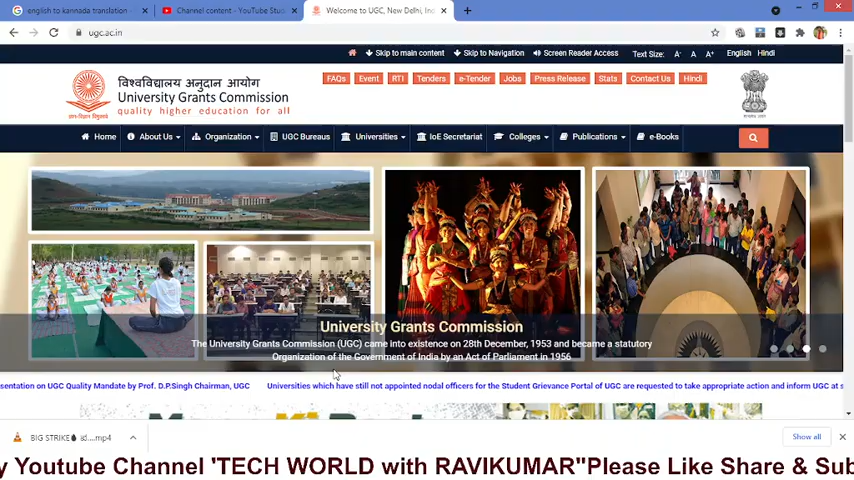 english to kannada translation -
Channel content - YouTube Stu
Welcome to UGC, New Delhi, In
ugc.ac.in
Skip to main content
Skip to Navigation
Screen Reader Access
Text Size: A- A A+
English Hindi
विश्वविद्यालय अनुदान आयोग
University Grants Commission
quality higher education for all
FAQs Event RTI Tenders e-Tender Jobs Press Release Stats Contact Us Hindi
Home About Us Organization UGC Bureaus Universities IoE Secretariat Colleges Publications e-Books
University Grants Commission
The University Grants Commission (UGC) came into existence on 28th December, 1953 and became a statutory
Organization of the Government of India by an Act of Parliament in 1956
sentation on UGC Quality Mandate by Prof. D.P.Singh Chairman, UGC
Universities which have still not appointed nodal officers for the Student Grievance Portal of UGC are requested to take appropriate action and inform UGC at s
BIG STRIKE ಜ....mp4
Show all
y Youtube Channel 'TECH WORLD with RAVIKUMAR"Please Like Share & Sub